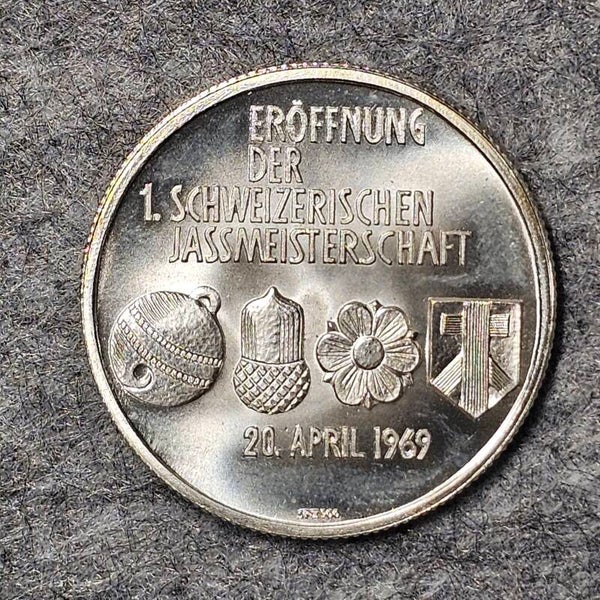 ERÖFFNUNG
DER
1. SCHWEIZERISCHEN
JASSMEISTERSCHAFT
20. APRIL 1969